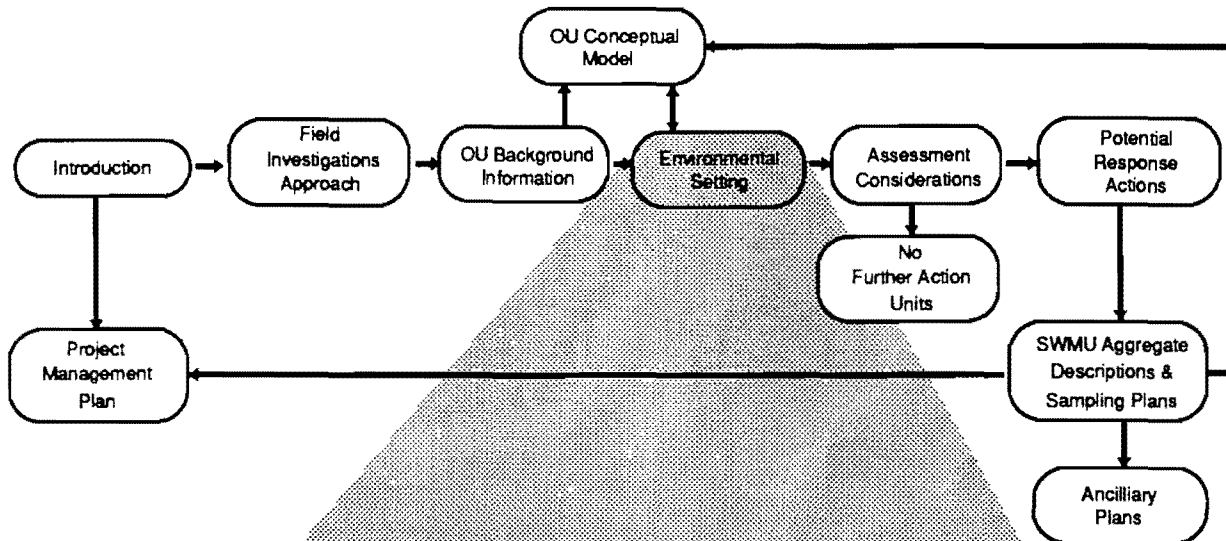 OU Conceptual
Model
Introduction
Field
Investigations
Approach
OU Background
Information
Environmental
Setting
Assessment
Considerations
Potential
Response
Actions
No
Further Action
Units
Project
Management
Plan
SWMU Aggregate
Descriptions &
Sampling Plans
Ancilliary
Plans